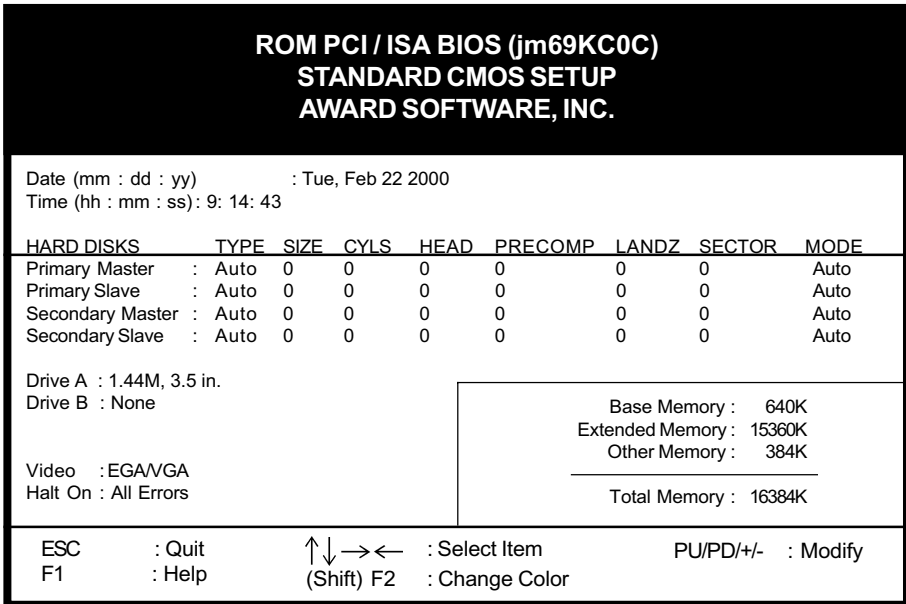 ROM PCI / ISA BIOS (jm69KC0C)
STANDARD CMOS SETUP
AWARD SOFTWARE, INC.
Date (mm : dd : yy) : Tue, Feb 22 2000
Time (hh : mm : ss) : 9: 14: 43
HARD DISKS TYPE SIZE CYLS HEAD PRECOMP LANDZ SECTOR MODE
Primary Master : Auto 0 0 0 0 0 0 Auto
Primary Slave : Auto 0 0 0 0 0 0 Auto
Secondary Master : Auto 0 0 0 0 0 0 Auto
Secondary Slave : Auto 0 0 0 0 0 0 Auto
Drive A : 1.44M, 3.5 in.
Drive B : None
Video : EGA/VGA
Halt On : All Errors
Base Memory : 640K
Extended Memory : 15360K
Other Memory : 384K
Total Memory : 16384K
ESC : Quit ↑↓→← : Select Item PU/PD/+/- : Modify
F1 : Help (Shift) F2 : Change Color